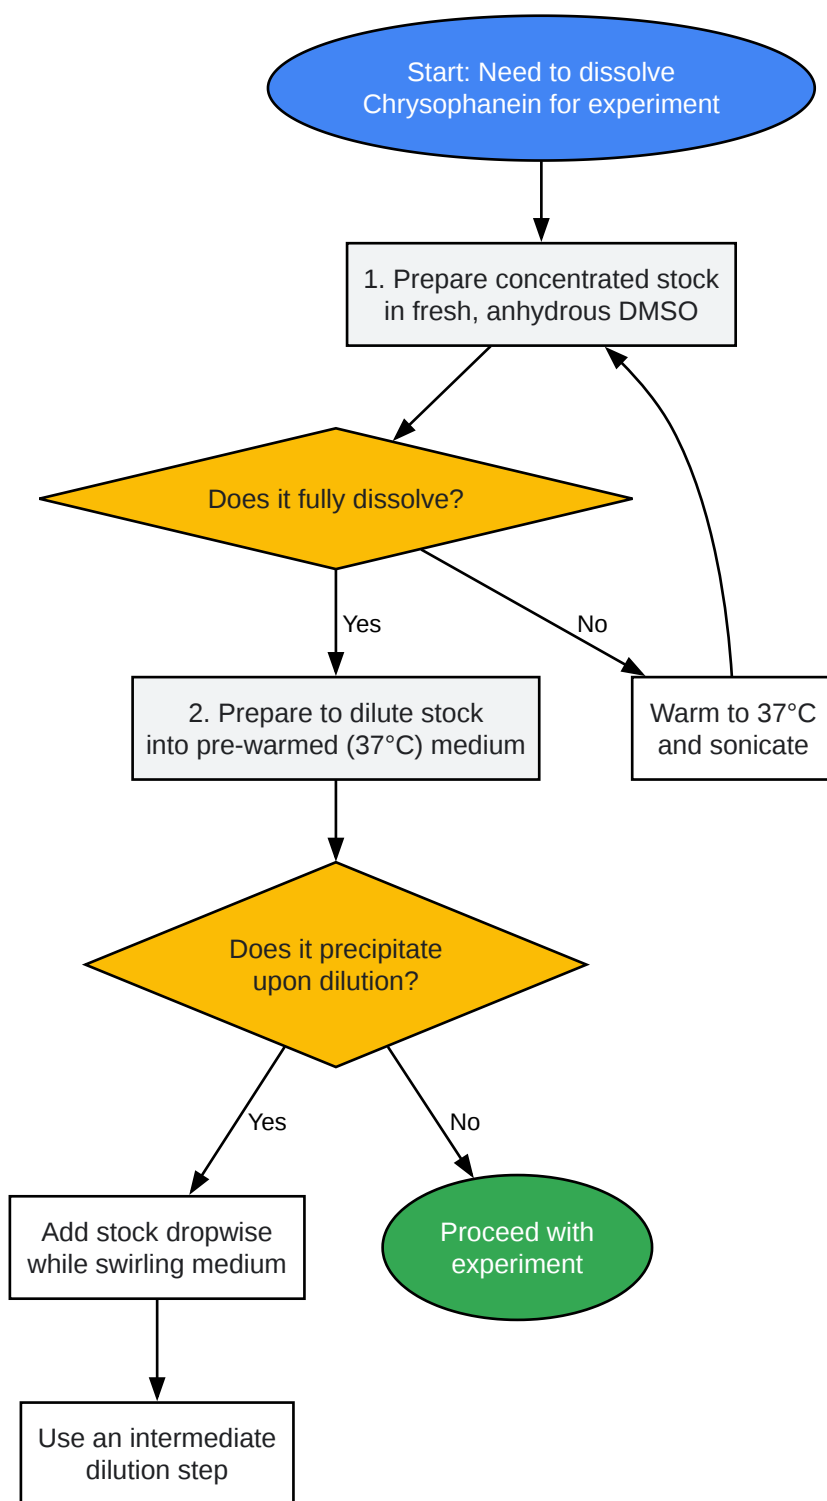 Start: Need to dissolve
Chrysophanein for experiment
1. Prepare concentrated stock
in fresh, anhydrous DMSO
Does it fully dissolve?
Yes
No
2. Prepare to dilute stock
into pre-warmed (37°C) medium
Warm to 37°C
and sonicate
Does it precipitate
upon dilution?
Yes
No
Add stock dropwise
while swirling medium
Proceed with
experiment
Use an intermediate
dilution step